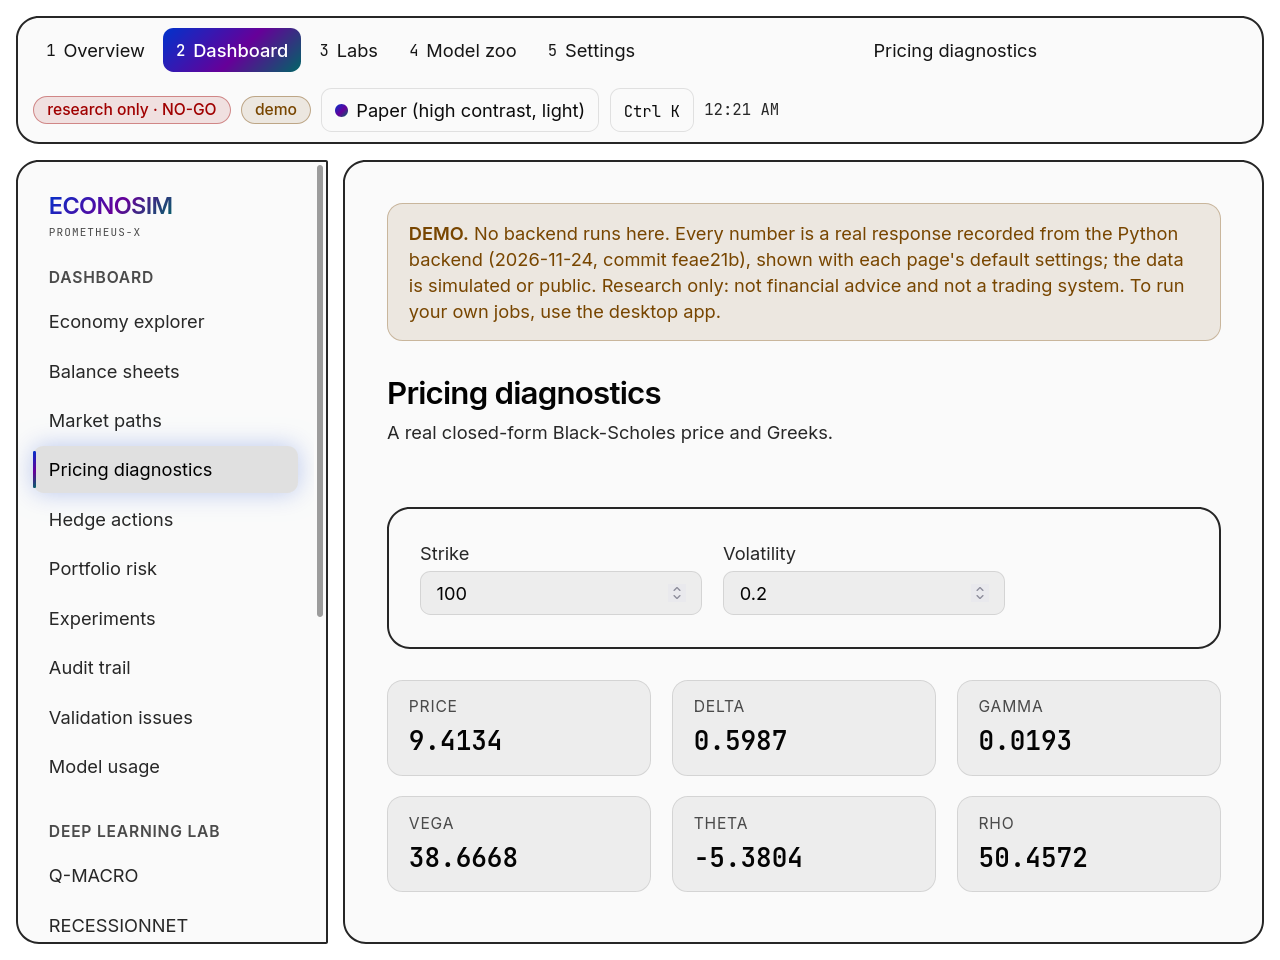 1 Overview 2 Dashboard 3 Labs 4 Model zoo 5 Settings Pricing diagnostics
research only · NO-GO demo Paper (high contrast, light) Ctrl K 12:21 AM
ECONOSIM
PROMETHEUS-X
DASHBOARD
Economy explorer
Balance sheets
Market paths
Pricing diagnostics
Hedge actions
Portfolio risk
Experiments
Audit trail
Validation issues
Model usage
DEEP LEARNING LAB
Q-MACRO
RECESSIONNET
DEMO. No backend runs here. Every number is a real response recorded from the Python
backend (2026-11-24, commit feae21b), shown with each page's default settings; the data
is simulated or public. Research only: not financial advice and not a trading system. To run
your own jobs, use the desktop app.
Pricing diagnostics
A real closed-form Black-Scholes price and Greeks.
Strike Volatility
100 0.2
PRICE DELTA GAMMA
9.4134 0.5987 0.0193
VEGA THETA RHO
38.6668 -5.3804 50.4572